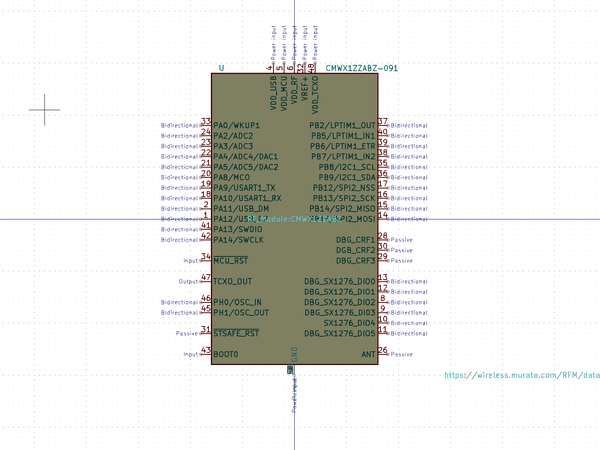 Power input
Power input
Power input
Power input
Power input
U CMWX1ZZABZ-091
4 5 6 32 48
VDD_USB
VDD_MCU
VDD_RF
VREF+
VDD_TCXO
Bidirectional 33 PA0/WKUP1 PB2/LPTIM1_OUT 37 Bidirectional
Bidirectional 24 PA2/ADC2 PB5/LPTIM1_IN1 40 Bidirectional
Bidirectional 23 PA3/ADC3 PB6/LPTIM1_ETR 39 Bidirectional
Bidirectional 22 PA4/ADC4/DAC1 PB7/LPTIM1_IN2 38 Bidirectional
Bidirectional 21 PA5/ADC5/DAC2 PB8/I2C1_SCL 35 Bidirectional
Bidirectional 20 PA8/MCO PB9/I2C1_SDA 36 Bidirectional
Bidirectional 19 PA9/USART1_TX PB12/SPI2_NSS 17 Bidirectional
Bidirectional 18 PA10/USART1_RX PB13/SPI2_SCK 16 Bidirectional
Bidirectional 2 PA11/USB_DM PB14/SPI2_MISO 15 Bidirectional
Bidirectional 1 PA12/USB_DP PB15/SPI2_MOSI 14 Bidirectional
Bidirectional 41 PA13/SWDIO
Bidirectional 42 PA14/SWCLK DBG_CRF1 28 Passive
DGB_CRF2 30 Passive
Input 34 MCU_RST DBG_CRF3 29 Passive
Output 47 TCXO_OUT DBG_SX1276_DIO0 13 Bidirectional
DBG_SX1276_DIO1 12 Bidirectional
Bidirectional 46 PH0/OSC_IN DBG_SX1276_DIO2 8 Bidirectional
Bidirectional 45 PH1/OSC_OUT DBG_SX1276_DIO3 9 Bidirectional
SX1276_DIO4 10 Bidirectional
Passive 31 STSAFE_RST DBG_SX1276_DIO5 11 Bidirectional
Input 43 BOOT0 ANT 26 Passive
GND
https://wireless.murata.com/RFM/data
Power input